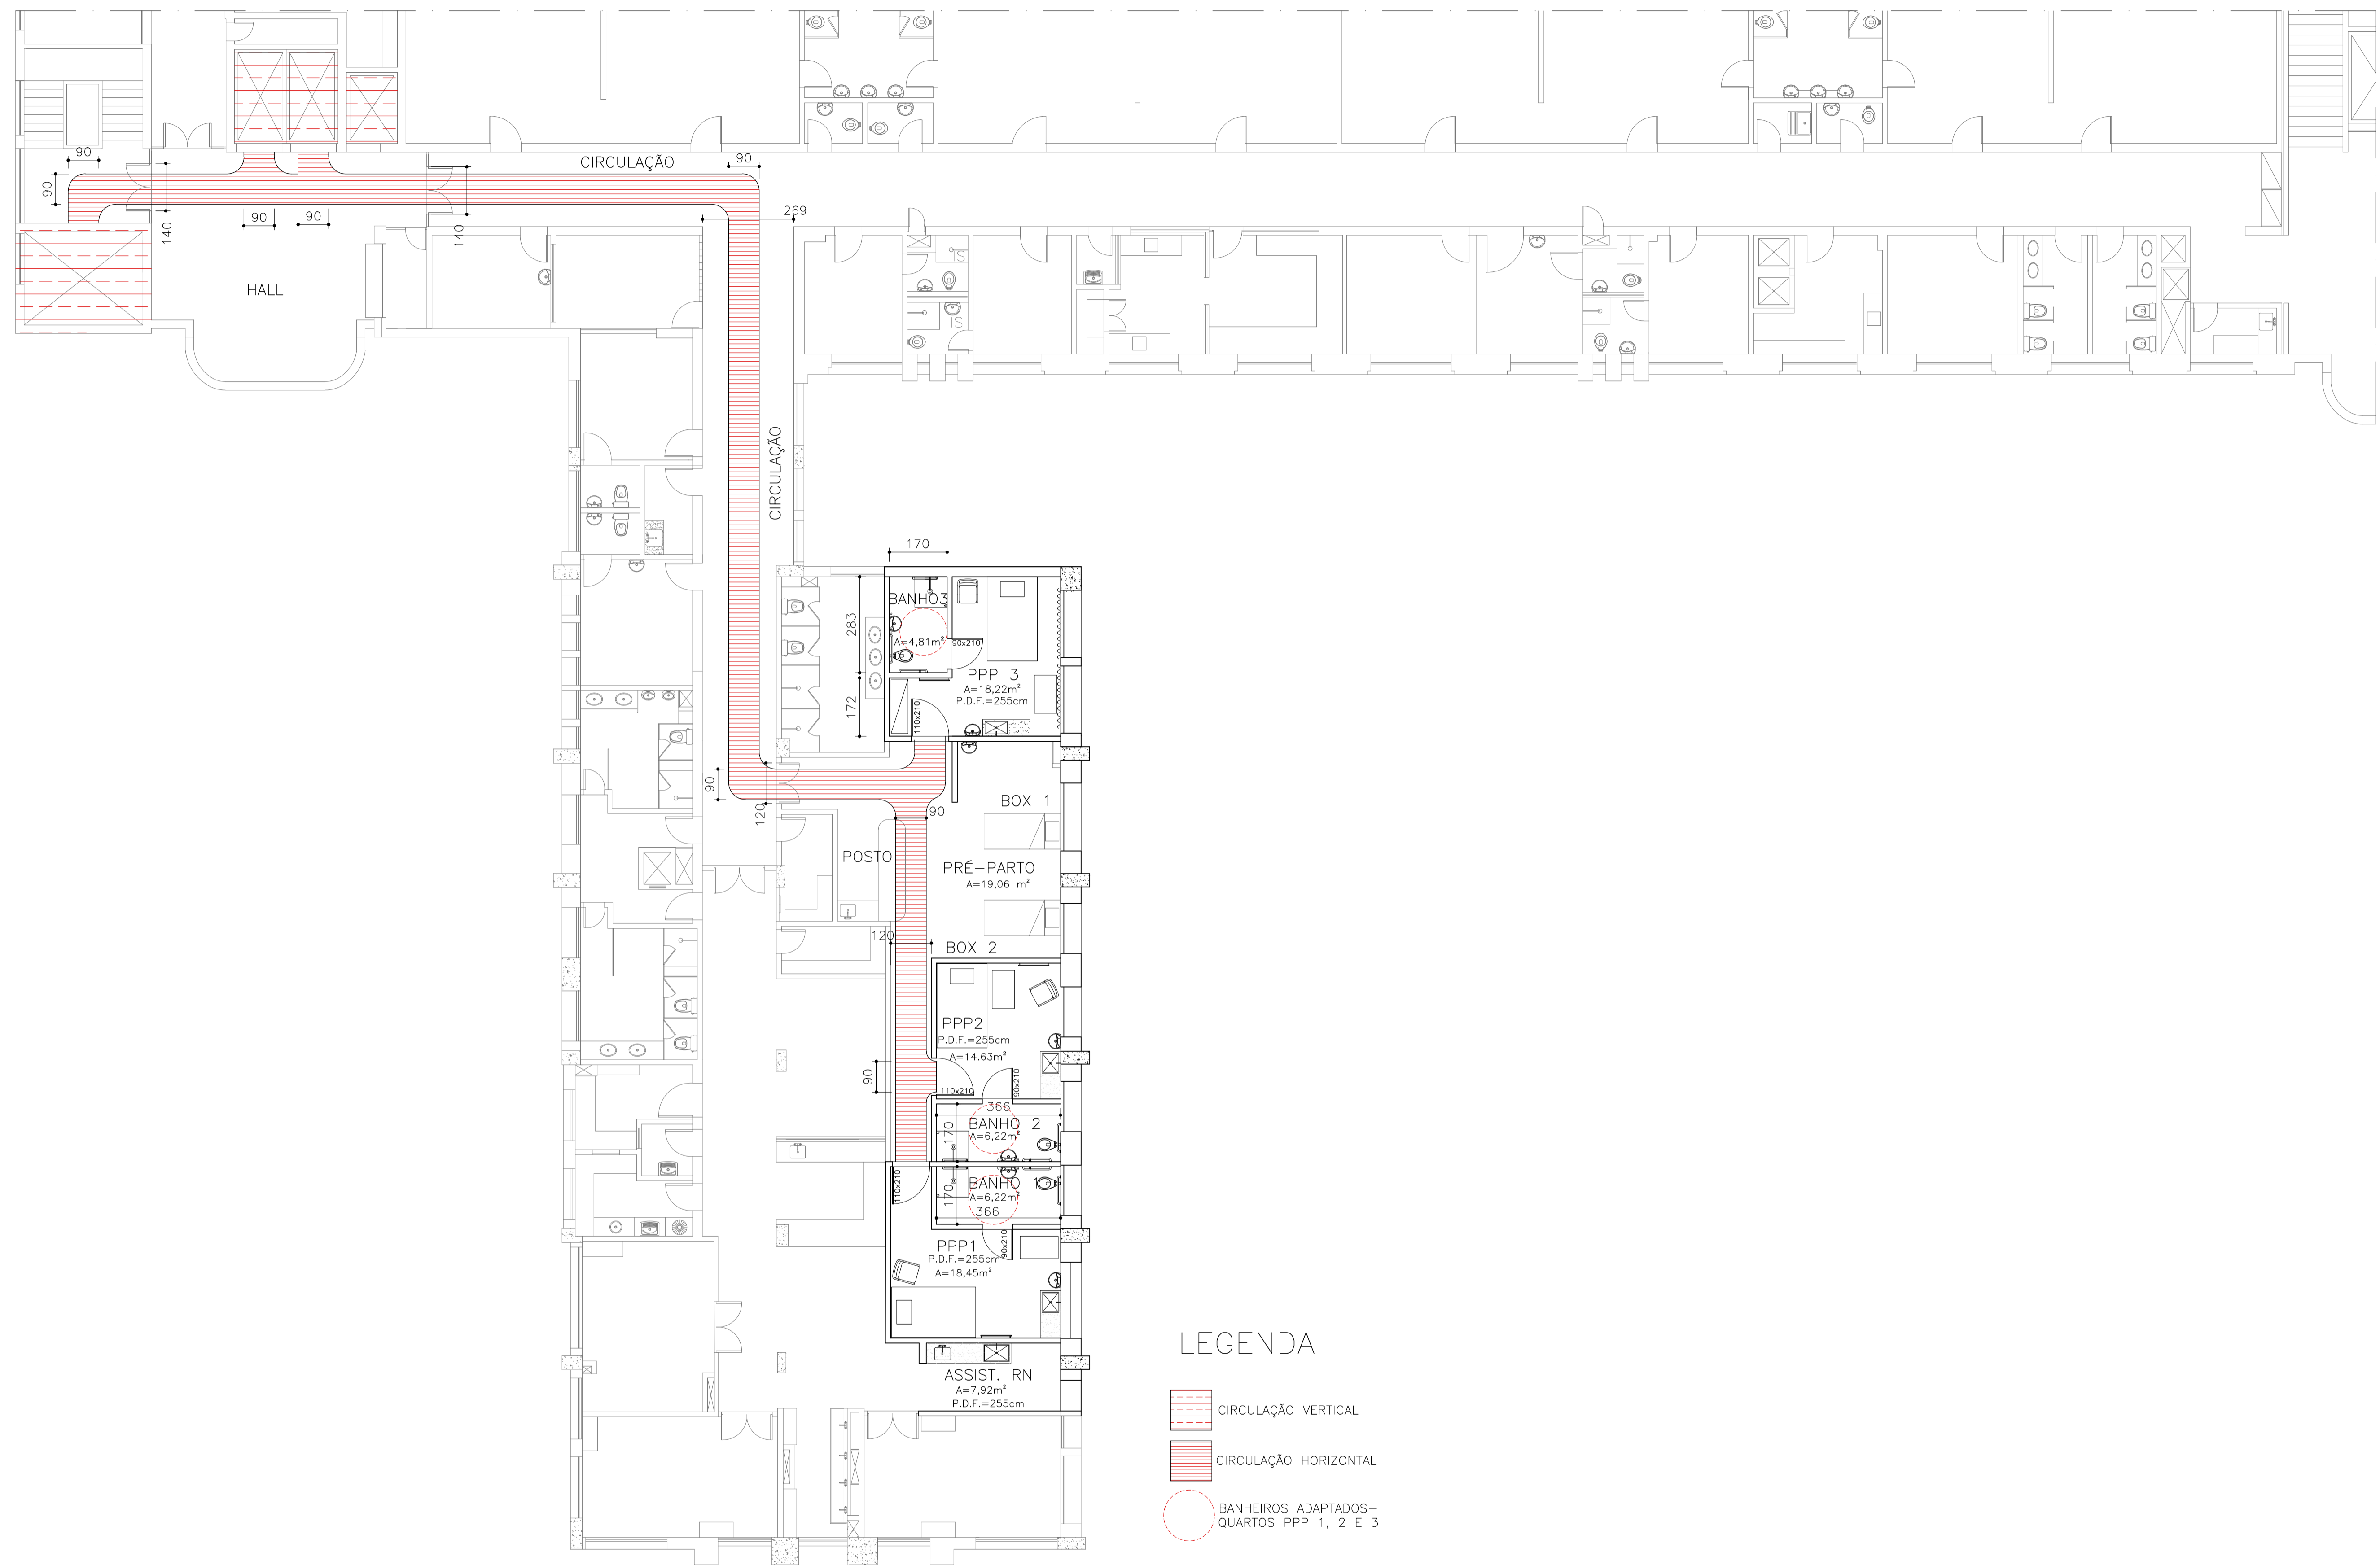 90
CIRCULAÇÃO
90
90
140
90
90
140
269
HALL
IS
IS
CIRCULAÇÃO
170
283
BANHO3
A=4,81m²
90x210
PPP 3
A=18,22m²
P.D.F.=255cm
172
110x210
90
120
90
BOX 1
POSTO
PRÉ-PARTO
A=19,06 m²
120
BOX 2
PPP2
P.D.F.=255cm
A=14.63m²
90
110x210
90x210
366
BANHO 2
A=6,22m²
170
110x210
BANHO 1
A=6,22m²
170
366
PPP1
P.D.F.=255cm
A=18,45m²
90x210
ASSIST. RN
A=7,92m²
P.D.F.=255cm
LEGENDA
CIRCULAÇÃO VERTICAL
CIRCULAÇÃO HORIZONTAL
BANHEIROS ADAPTADOS-
QUARTOS PPP 1, 2 E 3